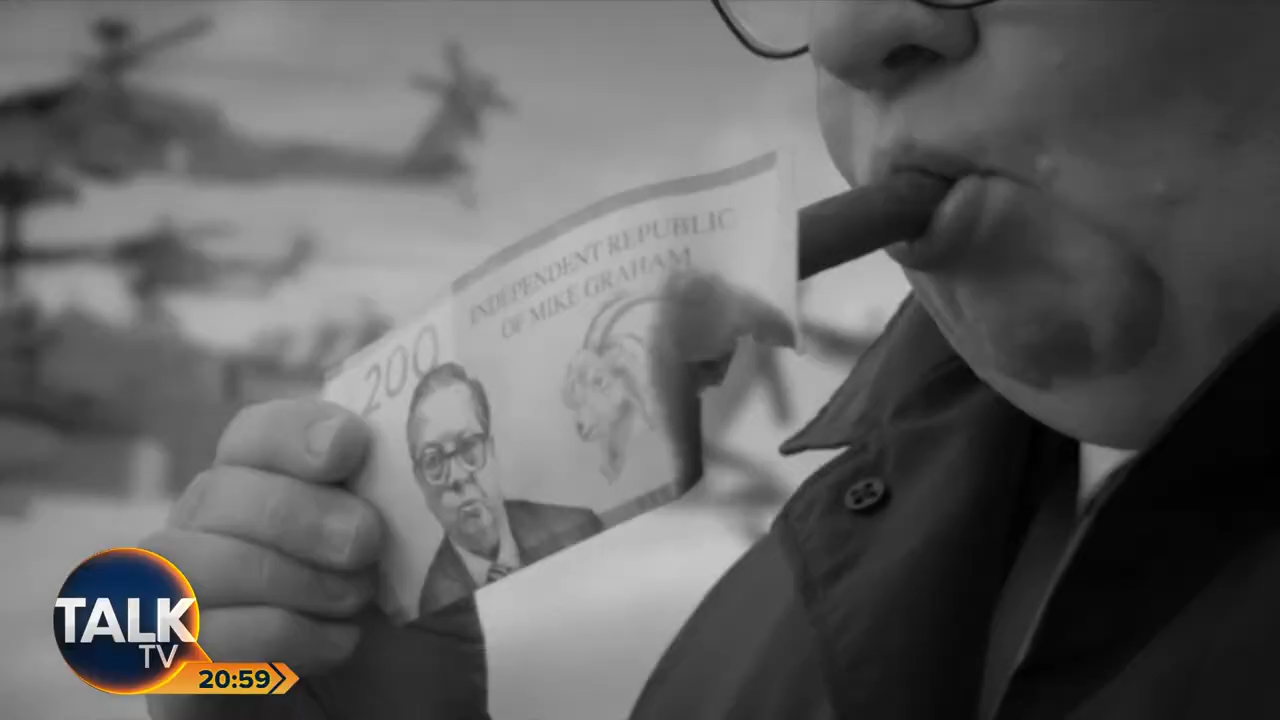 INDEPENDENT REPUBLIC
OF MIKE GRAHAM
200
TALK
TV
20:59